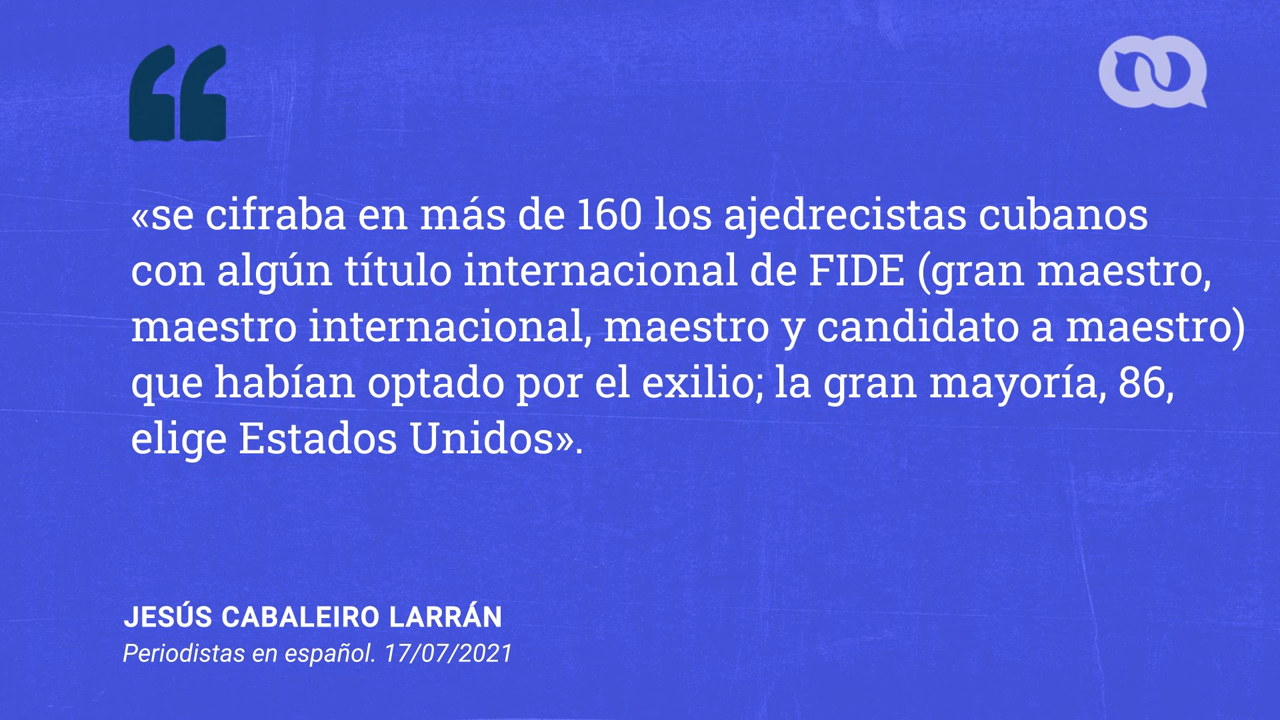 «se cifraba en más de 160 los ajedrecistas cubanos
con algún título internacional de FIDE (gran maestro,
maestro internacional, maestro y candidato a maestro)
que habían optado por el exilio; la gran mayoría, 86,
elige Estados Unidos».
JESÚS CABALEIRO LARRÁN
Periodistas en español. 17/07/2021